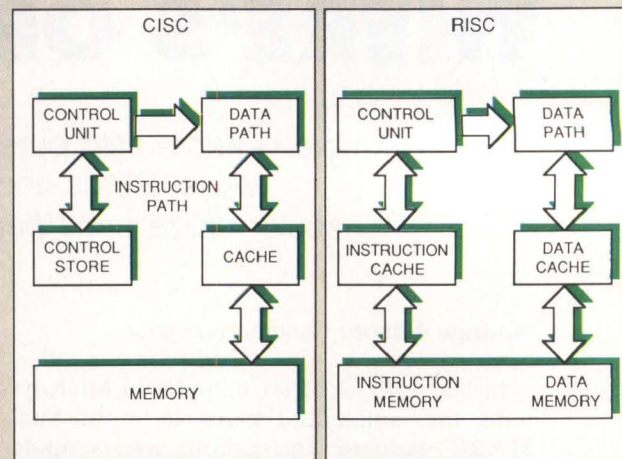 CISC
CONTROL
UNIT
DATA
PATH
INSTRUCTION
PATH
CONTROL
STORE
CACHE
MEMORY
RISC
CONTROL
UNIT
DATA
PATH
INSTRUCTION
CACHE
DATA
CACHE
INSTRUCTION
MEMORY
DATA
MEMORY